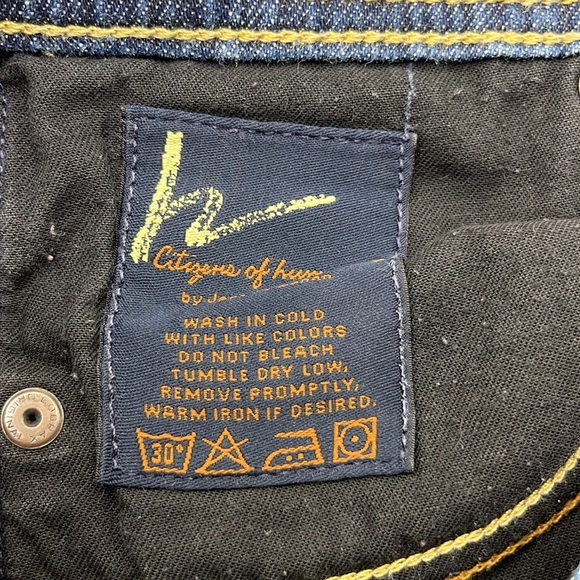 h
Citizens of
by
WASH IN COLD
WITH LIKE COLORS
DO NOT BLEACH
TUMBLE DRY LOW,
REMOVE PROMPTLY,
WARM IRON IF DESIRED.
30°